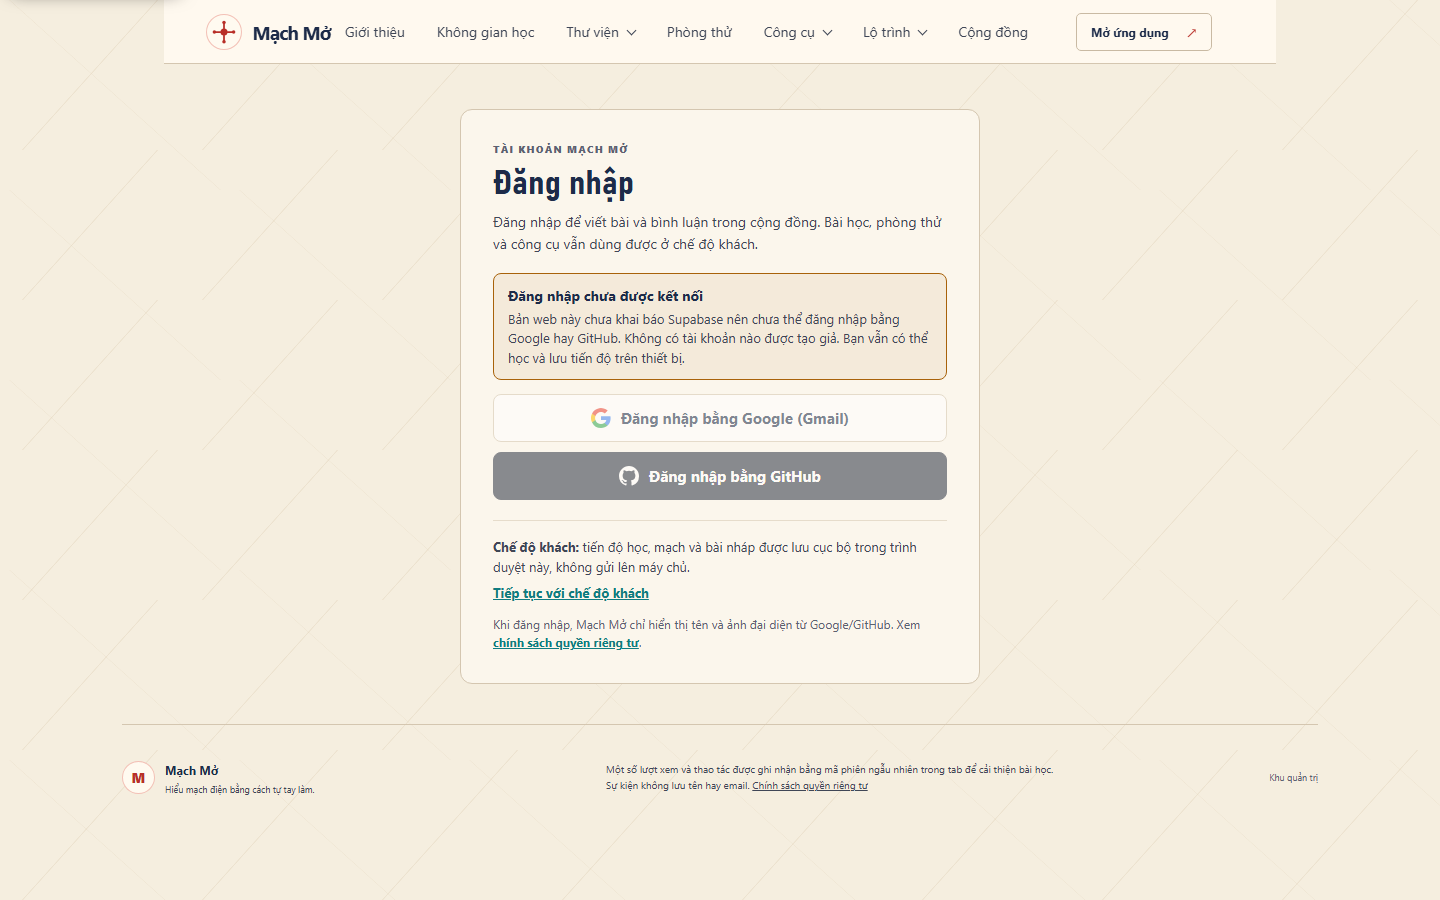 Mạch Mở
Giới thiệu
Không gian học
Thư viện
Phòng thử
Công cụ
Lộ trình
Cộng đồng
Mở ứng dụng ↗
TÀI KHOẢN MẠCH MỞ
Đăng nhập
Đăng nhập để viết bài và bình luận trong cộng đồng. Bài học, phòng thử
và công cụ vẫn dùng được ở chế độ khách.
Đăng nhập chưa được kết nối
Bản web này chưa khai báo Supabase nên chưa thể đăng nhập bằng
Google hay GitHub. Không có tài khoản nào được tạo giả. Bạn vẫn có thể
học và lưu tiến độ trên thiết bị.
Đăng nhập bằng Google (Gmail)
Đăng nhập bằng GitHub
Chế độ khách: tiến độ học, mạch và bài nháp được lưu cục bộ trong trình
duyệt này, không gửi lên máy chủ.
Tiếp tục với chế độ khách
Khi đăng nhập, Mạch Mở chỉ hiển thị tên và ảnh đại diện từ Google/GitHub. Xem
chính sách quyền riêng tư.
M
Mạch Mở
Hiểu mạch điện bằng cách tự tay làm.
Một số lượt xem và thao tác được ghi nhận bằng mã phiên ngẫu nhiên trong tab để cải thiện bài học.
Sự kiện không lưu tên hay email. Chính sách quyền riêng tư
Khu quản trị